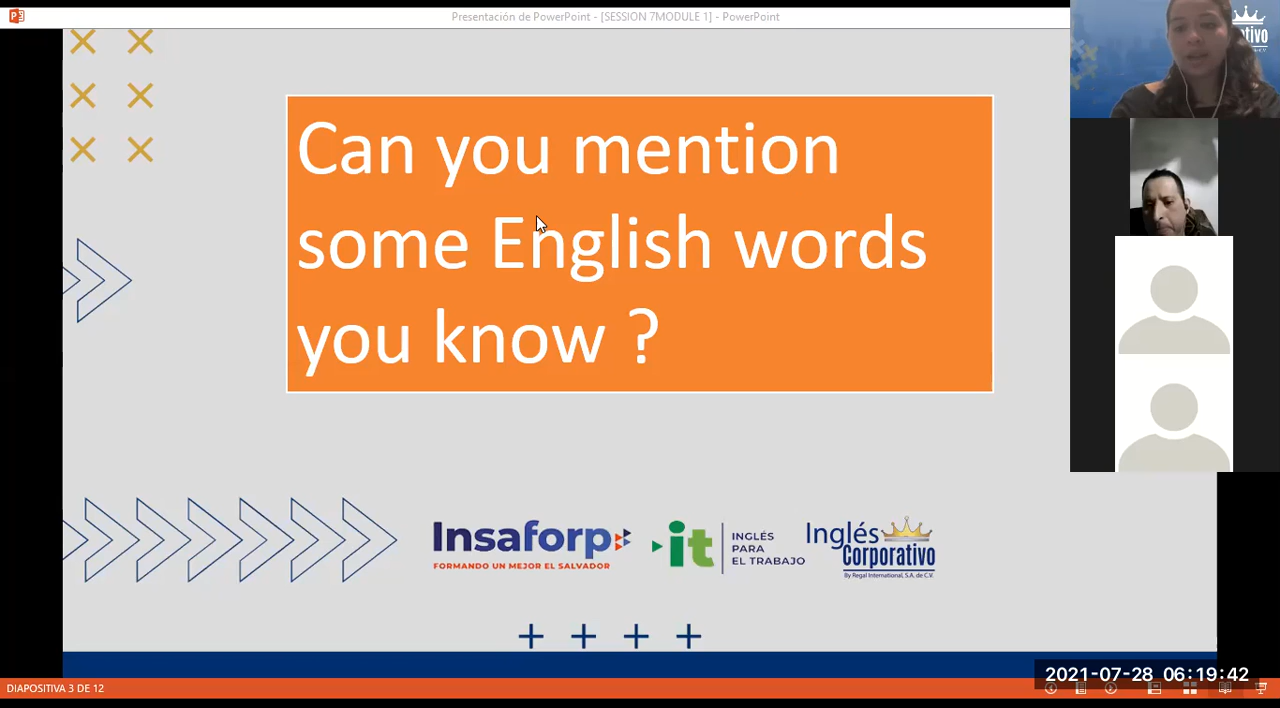 Presentación de PowerPoint - [SESSION 7MODULE 1] - PowerPoint
Can you mention
some English words
you know ?
Insaforp
FORMANDO UN MEJOR EL SALVADOR
it
INGLÉS
PARA
EL TRABAJO
Inglés
Corporativo
By Regal International, S.A. de C.V.
tivo
2021-07-28 06:19:42
DIAPOSITIVA 3 DE 12